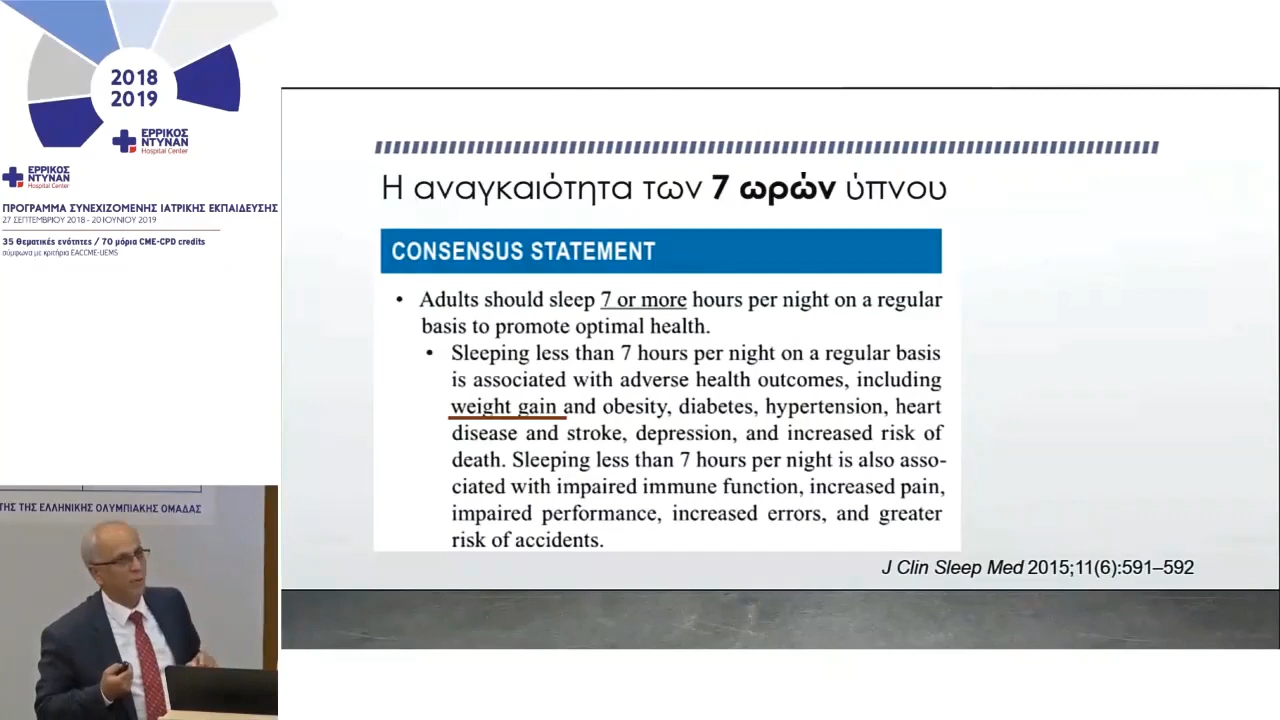 2018
2019
ΕΡΡΙΚΟΣ
ΝΤΥΝΑΝ
Hospital Center
ΕΡΡΙΚΟΣ
ΝΤΥΝΑΝ
Hospital Center
ΠΡΟΓΡΑΜΜΑ ΣΥΝΕΧΙΖΟΜΕΝΗΣ ΙΑΤΡΙΚΗΣ ΕΚΠΑΙΔΕΥΣΗΣ
27 ΣΕΠΤΕΜΒΡΙΟΥ 2018 - 20 ΙΟΥΝΙΟΥ 2019
35 Θεματικές ενότητες / 70 μόρια CME-CPD credits
σύμφωνα με κριτήρια EACCME-UEMS
Η αναγκαιότητα των 7 ωρών ύπνου
CONSENSUS STATEMENT
• Adults should sleep 7 or more hours per night on a regular
basis to promote optimal health.
• Sleeping less than 7 hours per night on a regular basis
is associated with adverse health outcomes, including
weight gain and obesity, diabetes, hypertension, heart
disease and stroke, depression, and increased risk of
death. Sleeping less than 7 hours per night is also asso-
ciated with impaired immune function, increased pain,
impaired performance, increased errors, and greater
risk of accidents.
J Clin Sleep Med 2015;11(6):591–592
ΤΗΣ ΤΗΣ ΕΛΛΗΝΙΚΗΣ ΟΛΥΜΠΙΑΚΗΣ ΟΜΑΔΑΣ